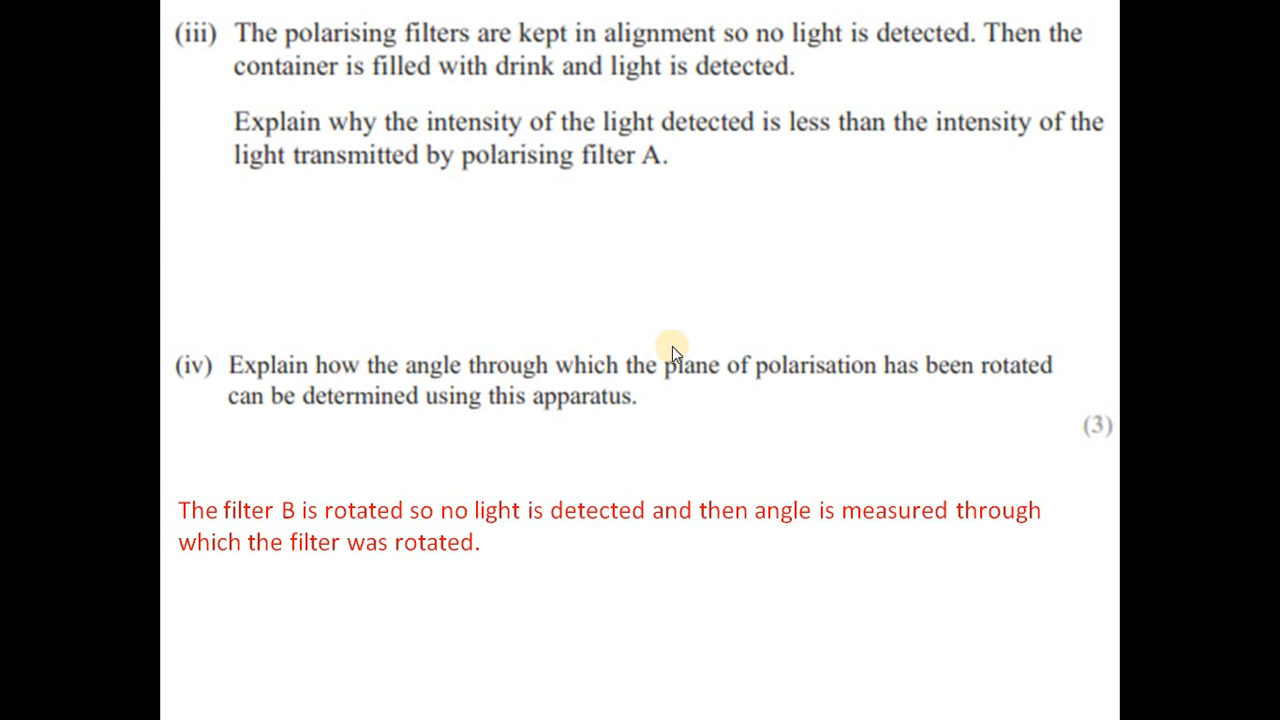 (iii) The polarising filters are kept in alignment so no light is detected. Then the
container is filled with drink and light is detected.
Explain why the intensity of the light detected is less than the intensity of the
light transmitted by polarising filter A.
(iv) Explain how the angle through which the plane of polarisation has been rotated
can be determined using this apparatus.
(3)
The filter B is rotated so no light is detected and then angle is measured through
which the filter was rotated.